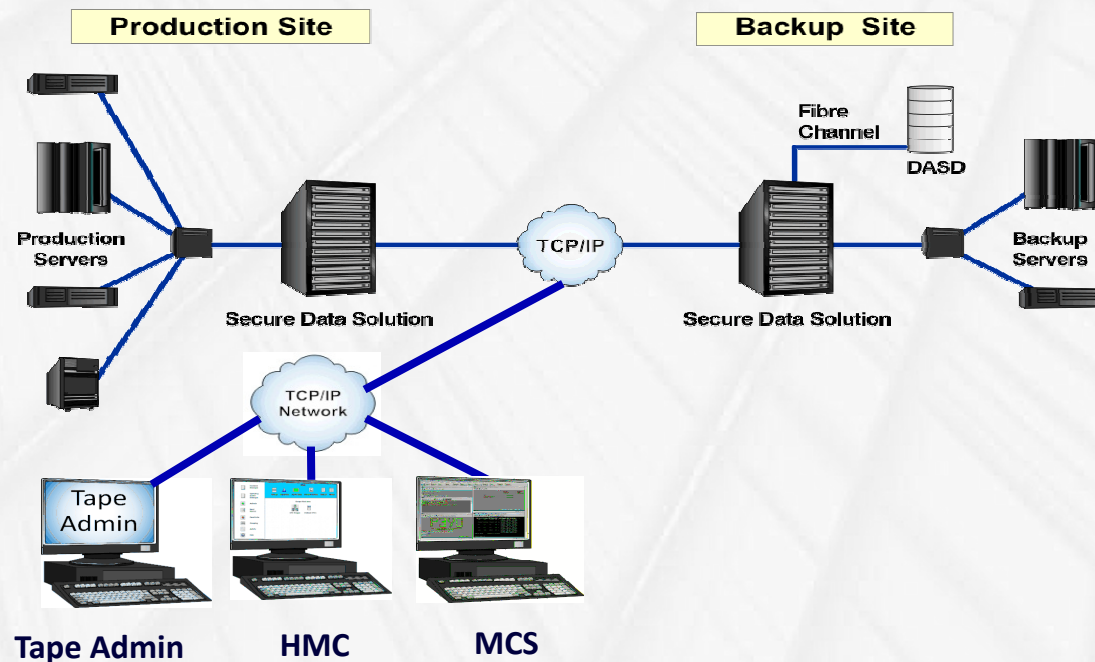 Production Site
Backup Site
Fibre
Channel
DASD
Production
Servers
TCP/IP
Backup
Servers
Secure Data Solution
Secure Data Solution
TCP/IP
Network
Tape
Admin
Tape Admin
HMC
MCS